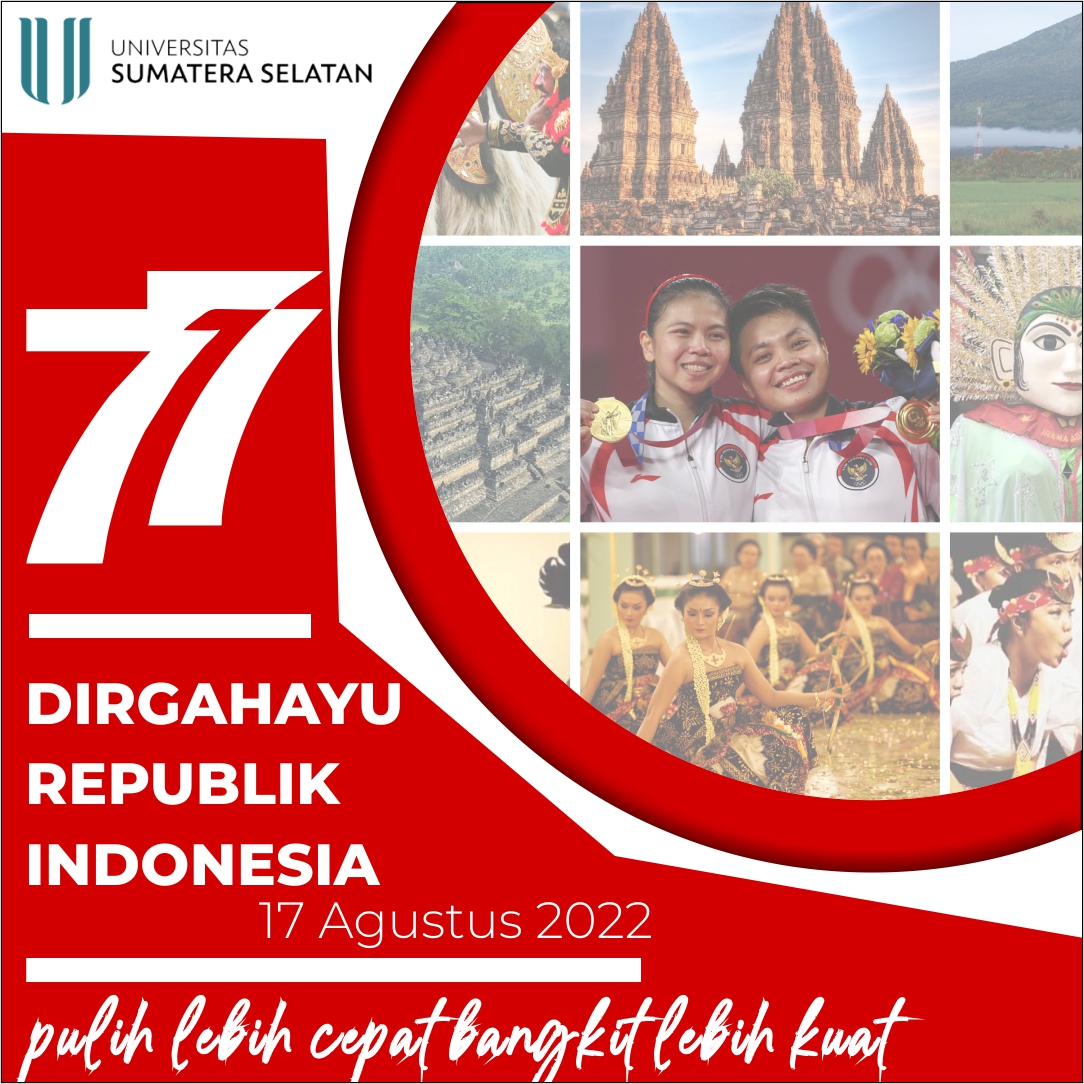 UNIVERSITAS
SUMATERA SELATAN
77
DIRGAHAYU
REPUBLIK
INDONESIA
17 Agustus 2022
pulih lebih cepat bangkit lebih kuat